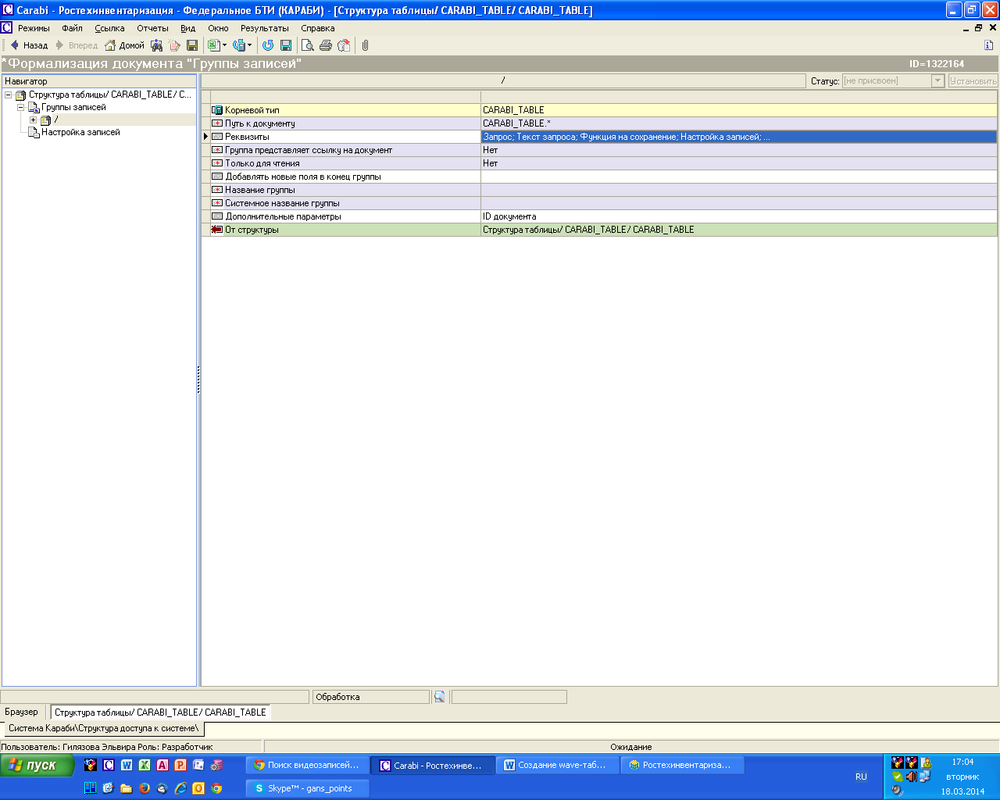 Carabi - Ростехинвентаризация - Федеральное БТИ (КАРАБИ) - [Структура таблицы/ CARABI_TABLE/ CARABI_TABLE]
Режимы Файл Ссылка Отчеты Вид Окно Результаты Справка
Назад Вперед Домой
*Формализация документа "Группы записей" ID=1322164
Навигатор / Статус: [не присвоен] Установить
Структура таблицы/ CARABI_TABLE/ C...
Группы записей
/
Настройка записей
Корневой тип CARABI_TABLE
Путь к документу CARABI_TABLE.*
Реквизиты Запрос; Текст запроса; Функция на сохранение; Настройка записей; ...
Группа представляет ссылку на документ Нет
Только для чтения Нет
Добавлять новые поля в конец группы
Название группы
Системное название группы
Дополнительные параметры ID документа
От структуры Структура таблицы/ CARABI_TABLE/ CARABI_TABLE
Обработка
Браузер Структура таблицы/ CARABI_TABLE/ CARABI_TABLE
Система Караби\Структура доступа к системе\
Пользователь: Гилязова Эльвира Роль: Разработчик Ожидание
пуск Поиск видеозаписей... Carabi - Ростехинве... Создание wave-таб... Ростехинвентариза... 17:04
RU вторник
Skype™ - gans_points 18.03.2014